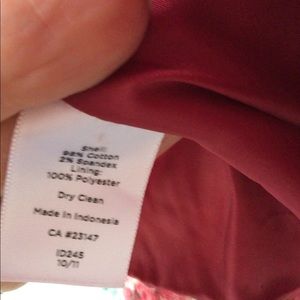 Shell:
98% Cotton
2% Spandex
Lining:
100% Polyester
Dry Clean
Made In Indonesia
CA #23147
ID245
10/11